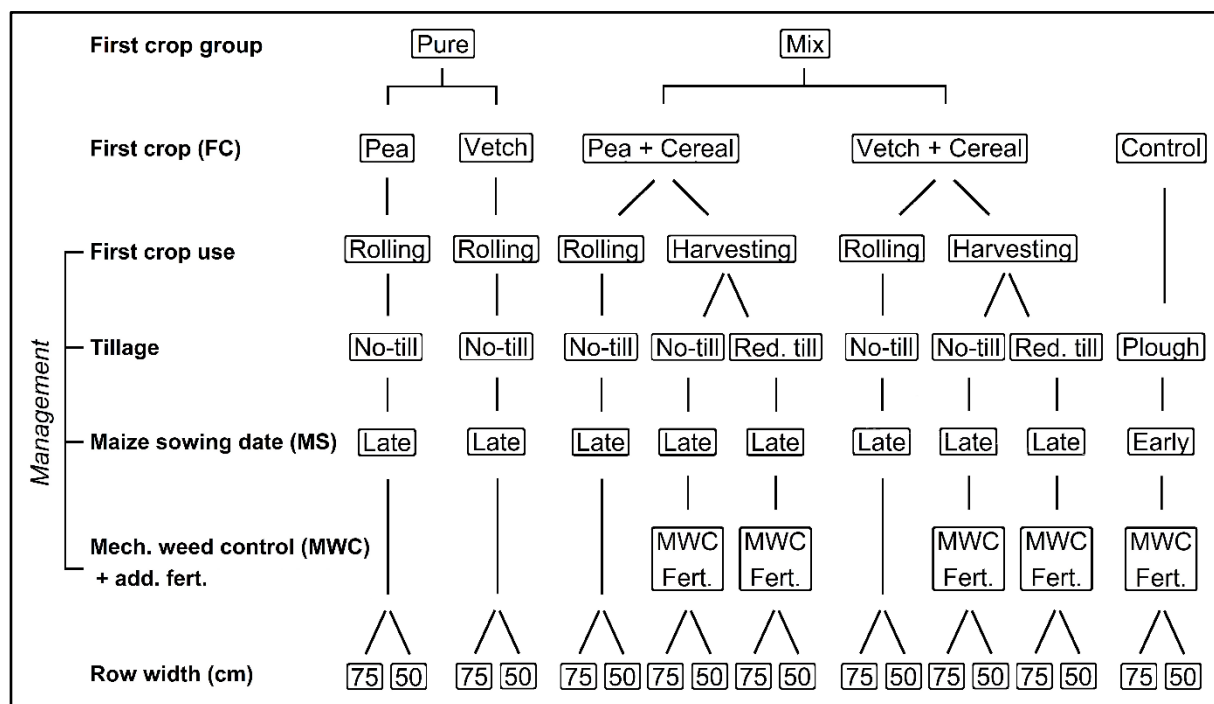 First crop group Pure Mix
First crop (FC) Pea Vetch Pea + Cereal Vetch + Cereal Control
First crop use Rolling Rolling Rolling Harvesting Rolling Harvesting
Tillage No-till No-till No-till No-till Red. till No-till No-till Red. till Plough
Management
Maize sowing date (MS) Late Late Late Late Late Late Late Late Early
Mech. weed control (MWC) MWC MWC MWC MWC MWC
+ add. fert. Fert. Fert. Fert. Fert. Fert.
Row width (cm) 75 50 75 50 75 50 75 50 75 50 75 50 75 50 75 50 75 50